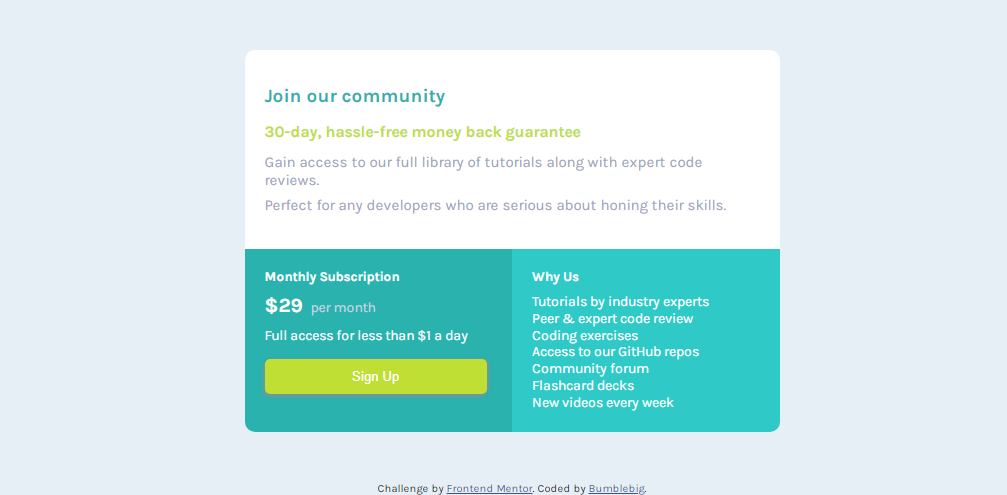 Join our community
30-day, hassle-free money back guarantee
Gain access to our full library of tutorials along with expert code
reviews.
Perfect for any developers who are serious about honing their skills.
Monthly Subscription
$29 per month
Full access for less than $1 a day
Sign Up
Why Us
Tutorials by industry experts
Peer & expert code review
Coding exercises
Access to our GitHub repos
Community forum
Flashcard decks
New videos every week
Challenge by Frontend Mentor. Coded by Bumblebig.